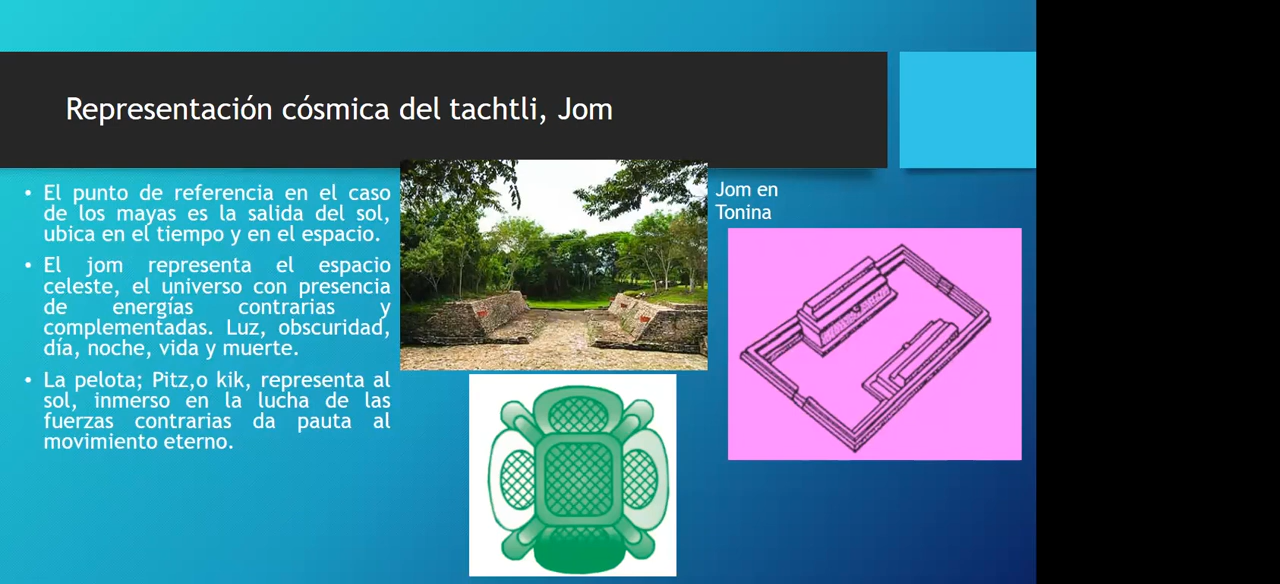 Representación cósmica del tachtli, Jom
• El punto de referencia en el caso
de los mayas es la salida del sol,
ubica en el tiempo y en el espacio.
• El jom representa el espacio
celeste, el universo con presencia
de energías contrarias y
complementadas. Luz, obscuridad,
día, noche, vida y muerte.
• La pelota; Pitz,o kik, representa al
sol, inmerso en la lucha de las
fuerzas contrarias da pauta al
movimiento eterno.
Jom en
Tonina